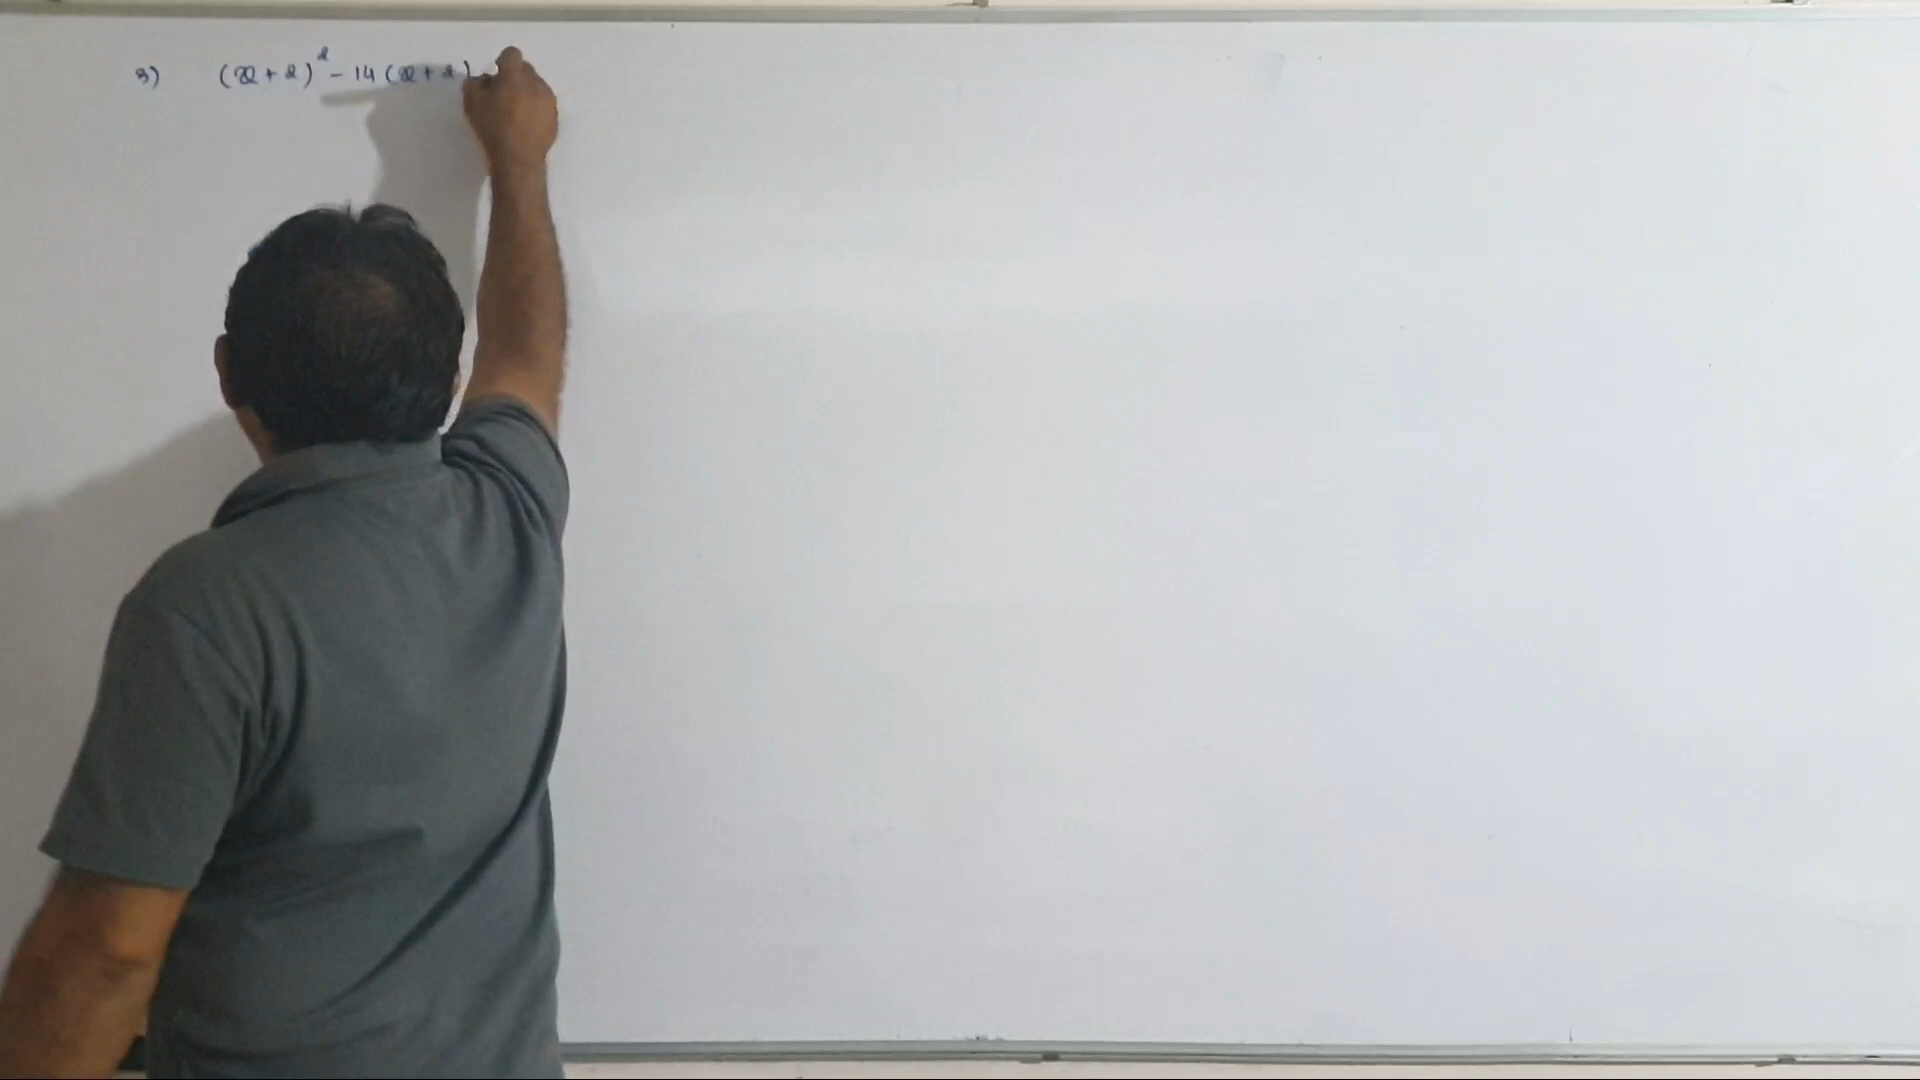 3) (x+2)² - 14(x+2) -